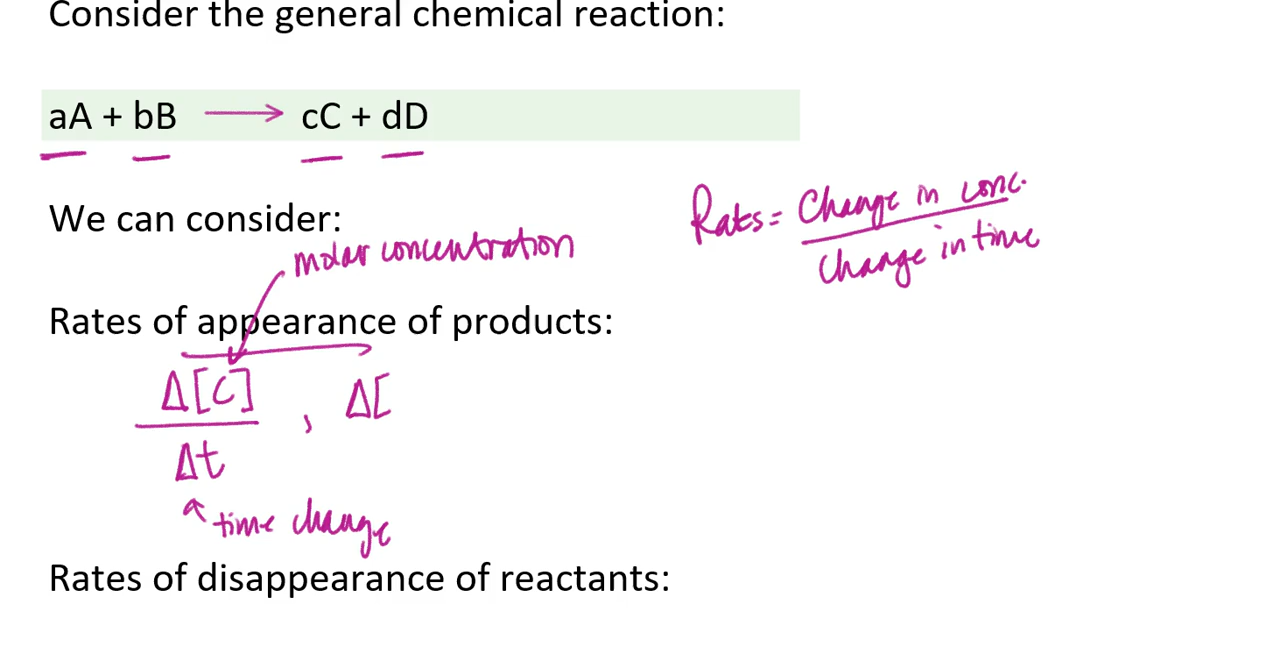 Consider the general chemical reaction:
aA + bB → cC + dD
We can consider:
Rates = Change in conc.
change in time
molar concentration
Rates of appearance of products:
Δ[C] , Δ[
Δt
time change
Rates of disappearance of reactants: